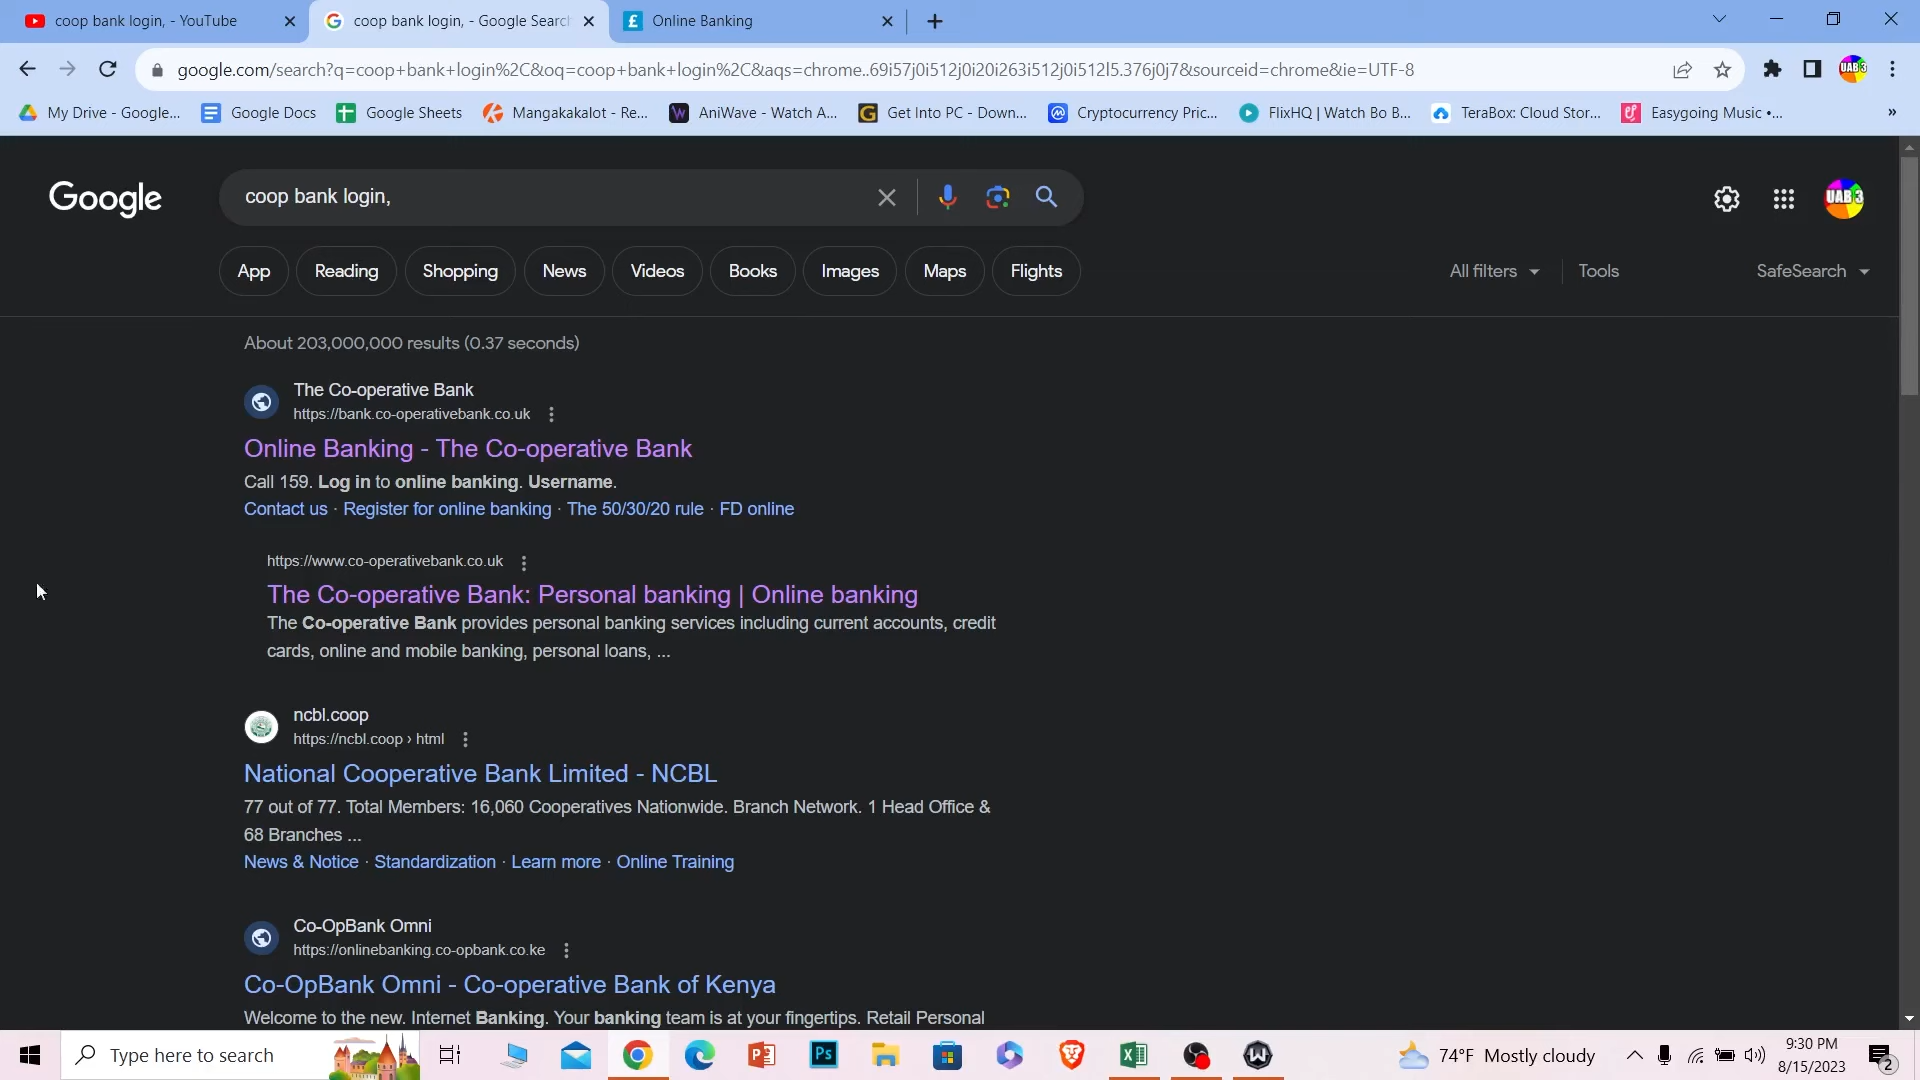 coop bank login, - YouTube
coop bank login, - Google Search
Online Banking
google.com/search?q=coop+bank+login%2C&oq=coop+bank+login%2C&aqs=chrome..69i57j0i512j0i20i263i512j0i512l5.376j0j7&sourceid=chrome&ie=UTF-8
UAB 3
My Drive - Google...
Google Docs
Google Sheets
Mangakakalot - Re...
AniWave - Watch A...
Get Into PC - Down...
Cryptocurrency Pric...
FlixHQ | Watch Bo B...
TeraBox: Cloud Stor...
Easygoing Music •...
»
Google
coop bank login,
UAB 3
App
Reading
Shopping
News
Videos
Books
Images
Maps
Flights
All filters
Tools
SafeSearch
About 203,000,000 results (0.37 seconds)
The Co-operative Bank
https://bank.co-operativebank.co.uk
Online Banking - The Co-operative Bank
Call 159. Log in to online banking. Username.
Contact us · Register for online banking · The 50/30/20 rule · FD online
https://www.co-operativebank.co.uk
The Co-operative Bank: Personal banking | Online banking
The Co-operative Bank provides personal banking services including current accounts, credit
cards, online and mobile banking, personal loans, ...
ncbl.coop
https://ncbl.coop › html
National Cooperative Bank Limited - NCBL
77 out of 77. Total Members: 16,060 Cooperatives Nationwide. Branch Network. 1 Head Office &
68 Branches ...
News & Notice · Standardization · Learn more · Online Training
Co-OpBank Omni
https://onlinebanking.co-opbank.co.ke
Co-OpBank Omni - Co-operative Bank of Kenya
Welcome to the new. Internet Banking. Your banking team is at your fingertips. Retail Personal
Type here to search
Ps
74°F Mostly cloudy
9:30 PM
8/15/2023
2